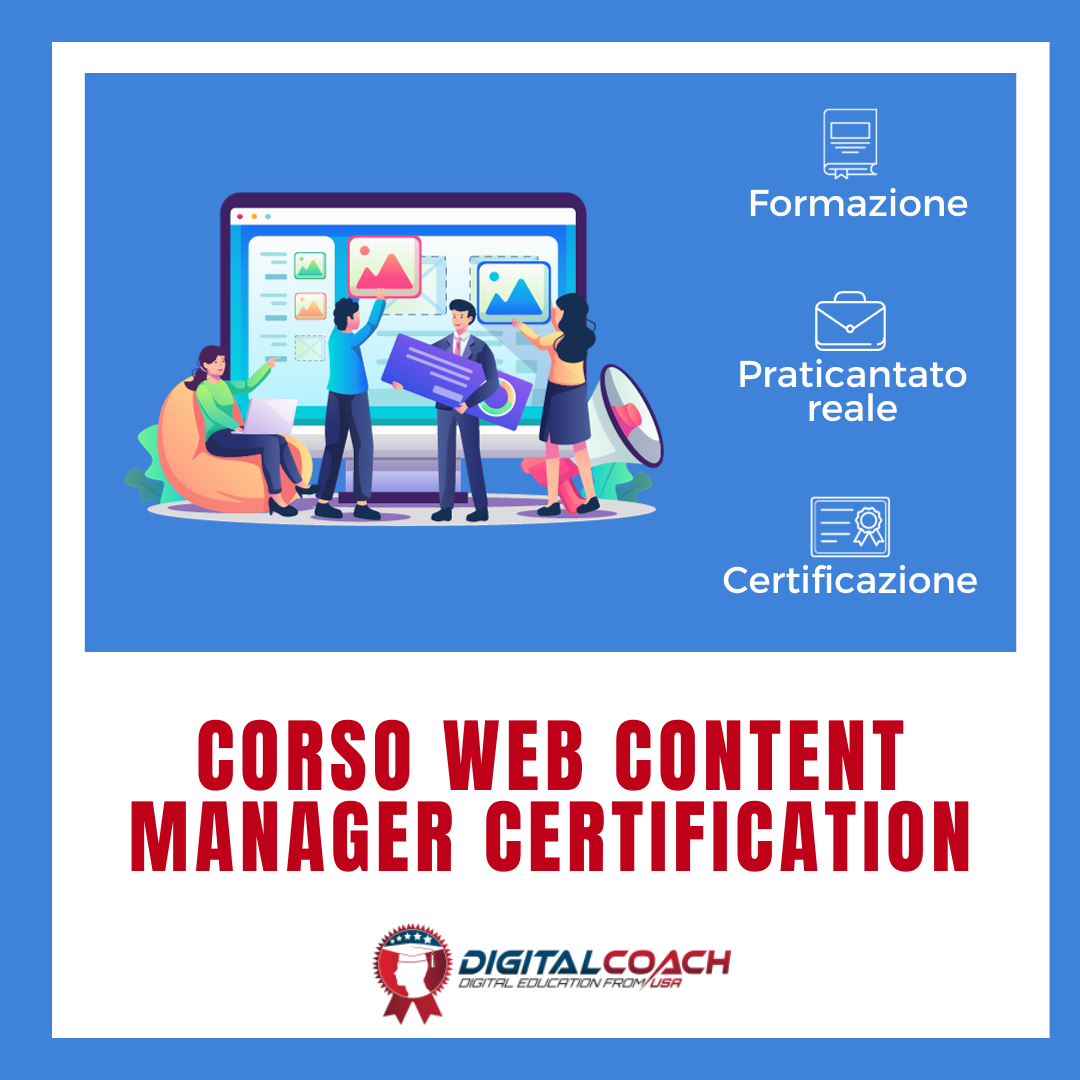 Formazione
Praticantato
reale
Certificazione
CORSO WEB CONTENT
MANAGER CERTIFICATION
DIGITALCOACH
DIGITAL EDUCATION FROM/USA